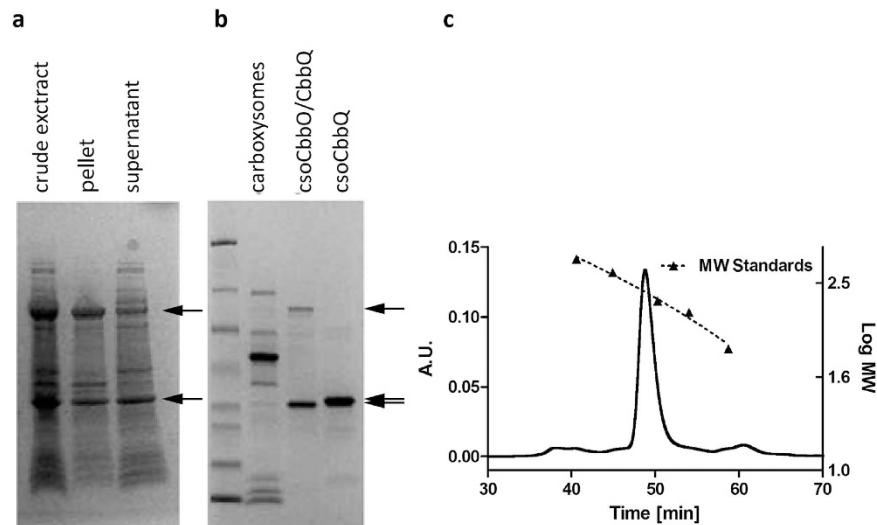 a
crude exctract
pellet
supernatant
b
carboxysomes
csoCbbO/CbbQ
csoCbbQ
c
0.15
0.10
0.05
0.00
A.U.
MW Standards
2.5
1.6
1.0
Log MW
30 40 50 60 70
Time [min]